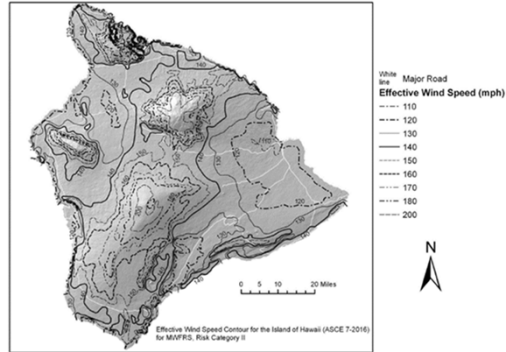 White line Major Road
Effective Wind Speed (mph)
110
120
130
140
150
160
170
180
200
N
0 5 10 20 Miles
Effective Wind Speed Contour for the Island of Hawaii (ASCE 7-2016)
for MWFRS, Risk Category II